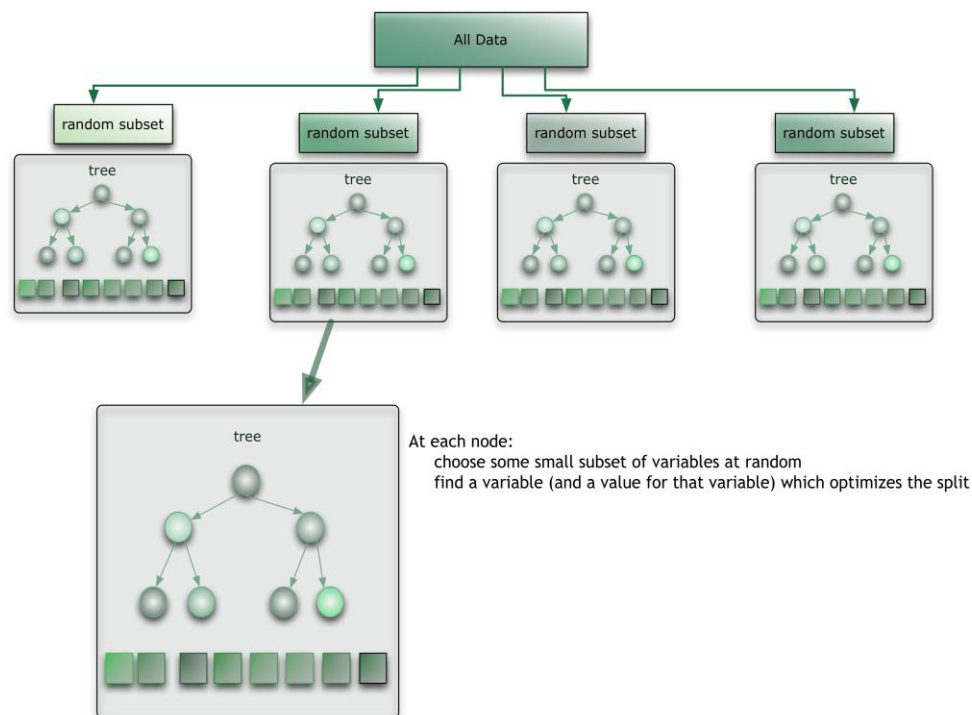 All Data
random subset
random subset
random subset
random subset
tree
tree
tree
tree
tree
At each node:
choose some small subset of variables at random
find a variable (and a value for that variable) which optimizes the split